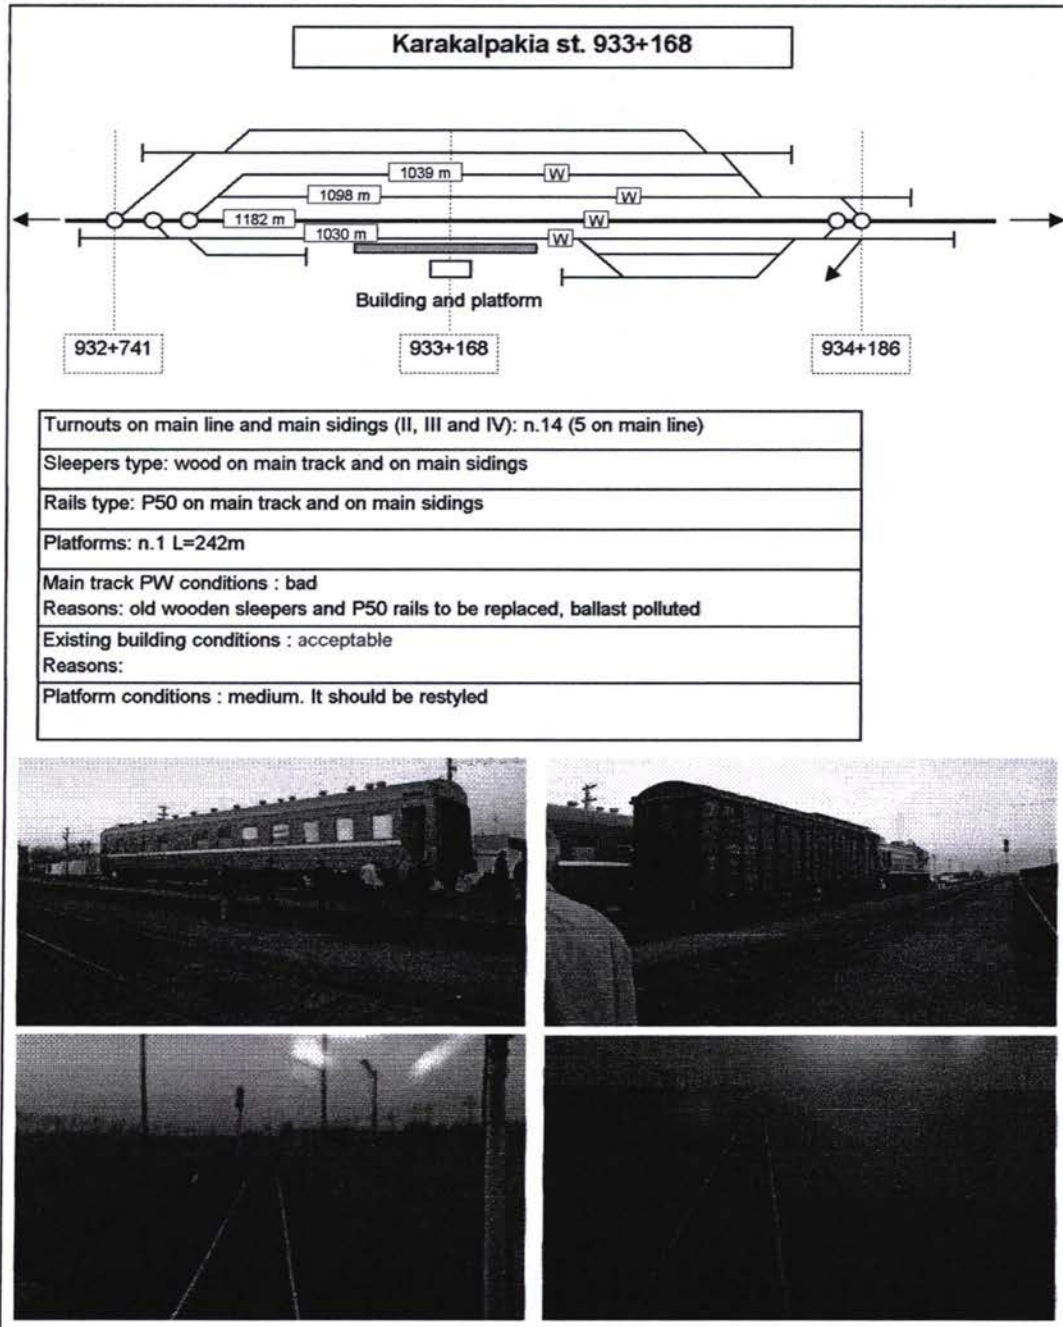 Karakalpakia st. 933+168
1039 m W
1098 m W
1182 m W
1030 m W
Building and platform
932+741 933+168 934+186
Turnouts on main line and main sidings (II, III and IV): n.14 (5 on main line)
Sleepers type: wood on main track and on main sidings
Rails type: P50 on main track and on main sidings
Platforms: n.1 L=242m
Main track PW conditions : bad
Reasons: old wooden sleepers and P50 rails to be replaced, ballast polluted
Existing building conditions : acceptable
Reasons:
Platform conditions : medium. It should be restyled